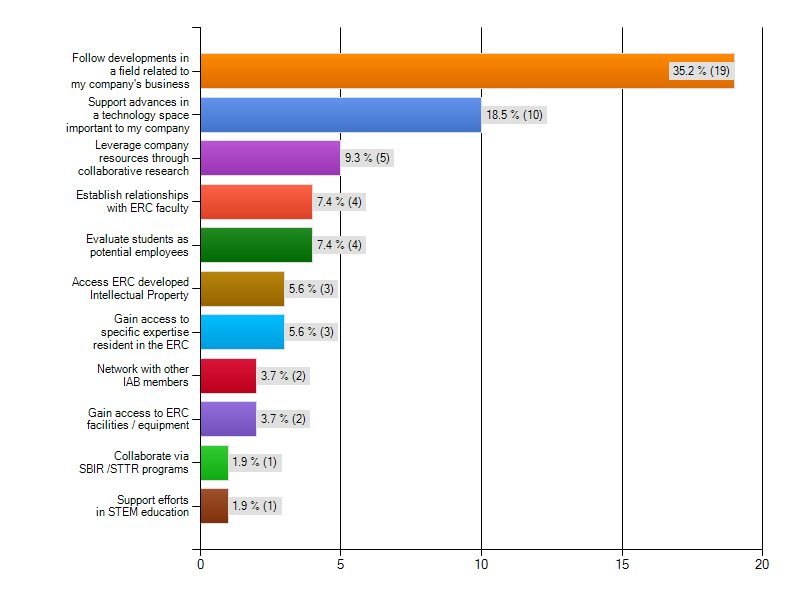 Follow developments in
a field related to
my company's business
35.2 % (19)
Support advances in
a technology space
important to my company
18.5 % (10)
Leverage company
resources through
collaborative research
9.3 % (5)
Establish relationships
with ERC faculty
7.4 % (4)
Evaluate students as
potential employees
7.4 % (4)
Access ERC developed
Intellectual Property
5.6 % (3)
Gain access to
specific expertise
resident in the ERC
5.6 % (3)
Network with other
IAB members
3.7 % (2)
Gain access to ERC
facilities / equipment
3.7 % (2)
Collaborate via
SBIR /STTR programs
1.9 % (1)
Support efforts
in STEM education
1.9 % (1)
0 5 10 15 20